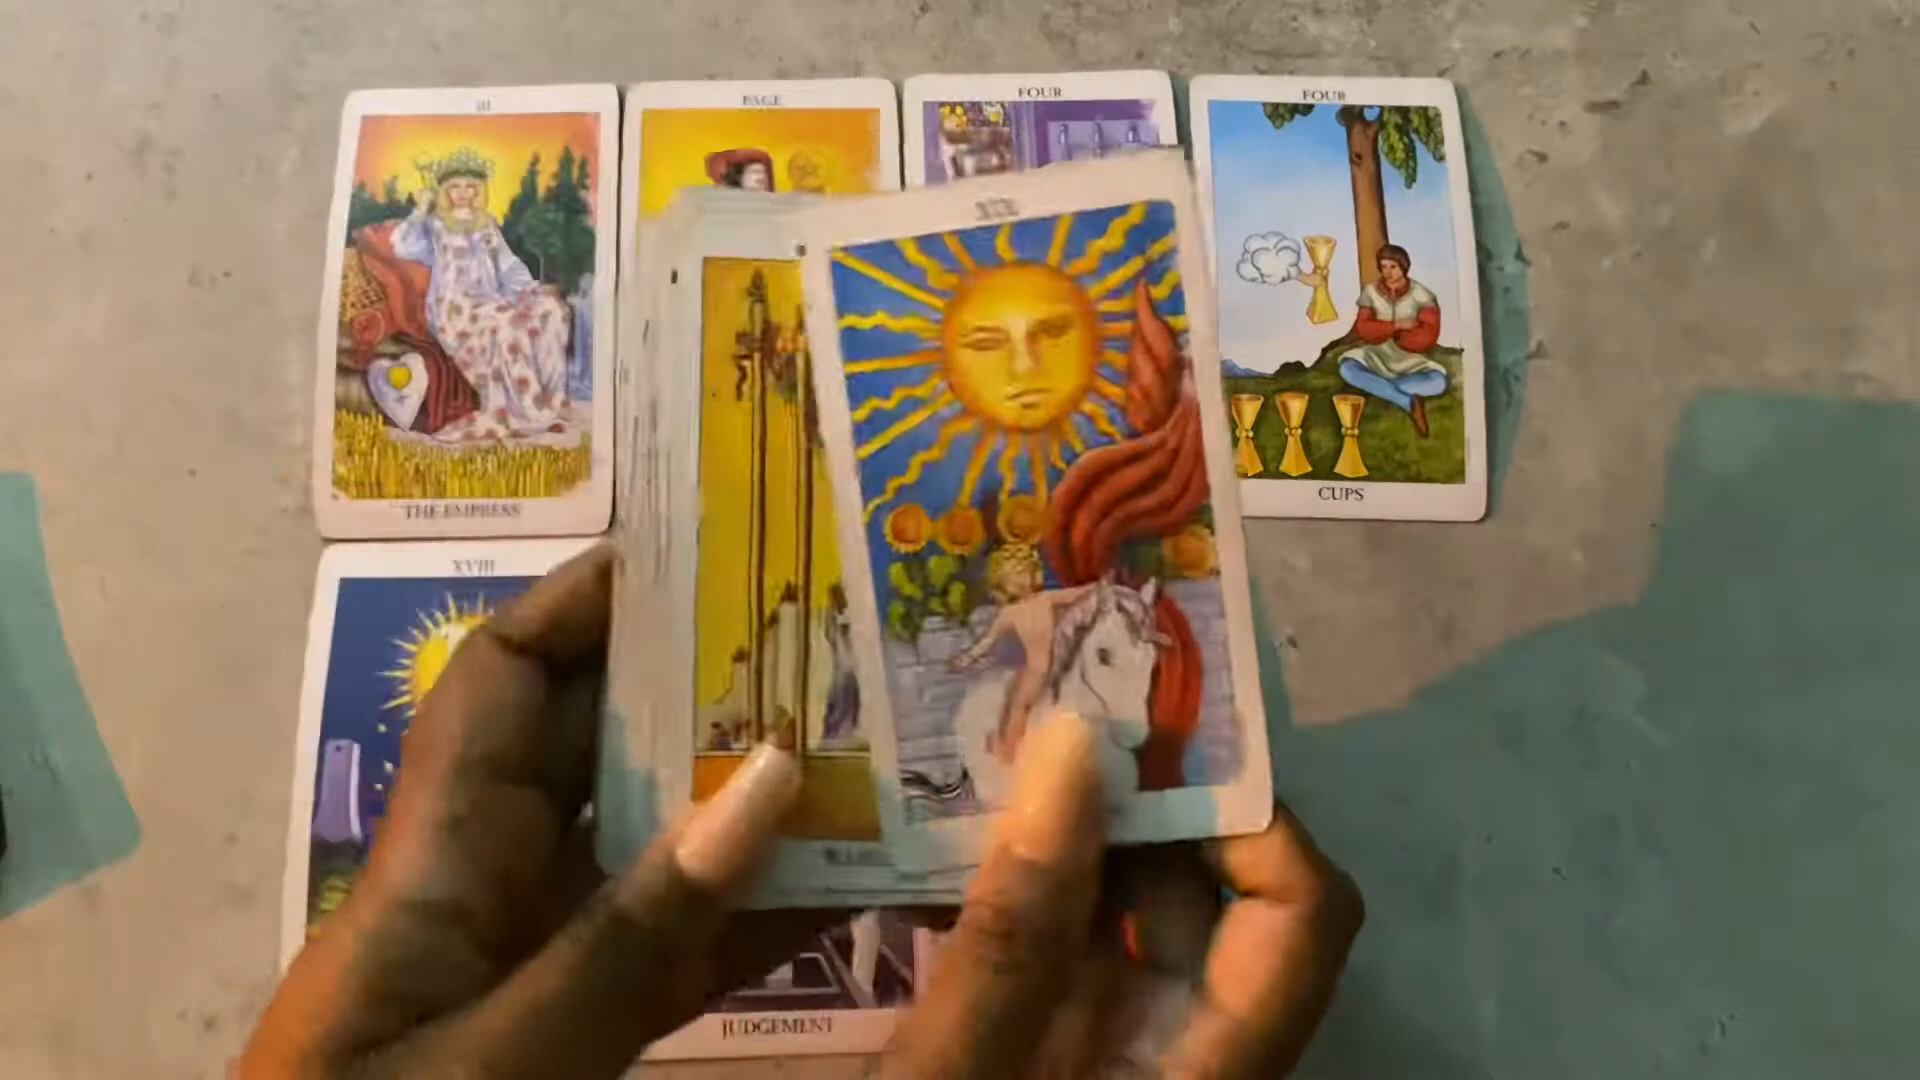 III
PAGE
FOUR
FOUR
XIX
THE EMPRESS
CUPS
XVIII
JUDGEMENT